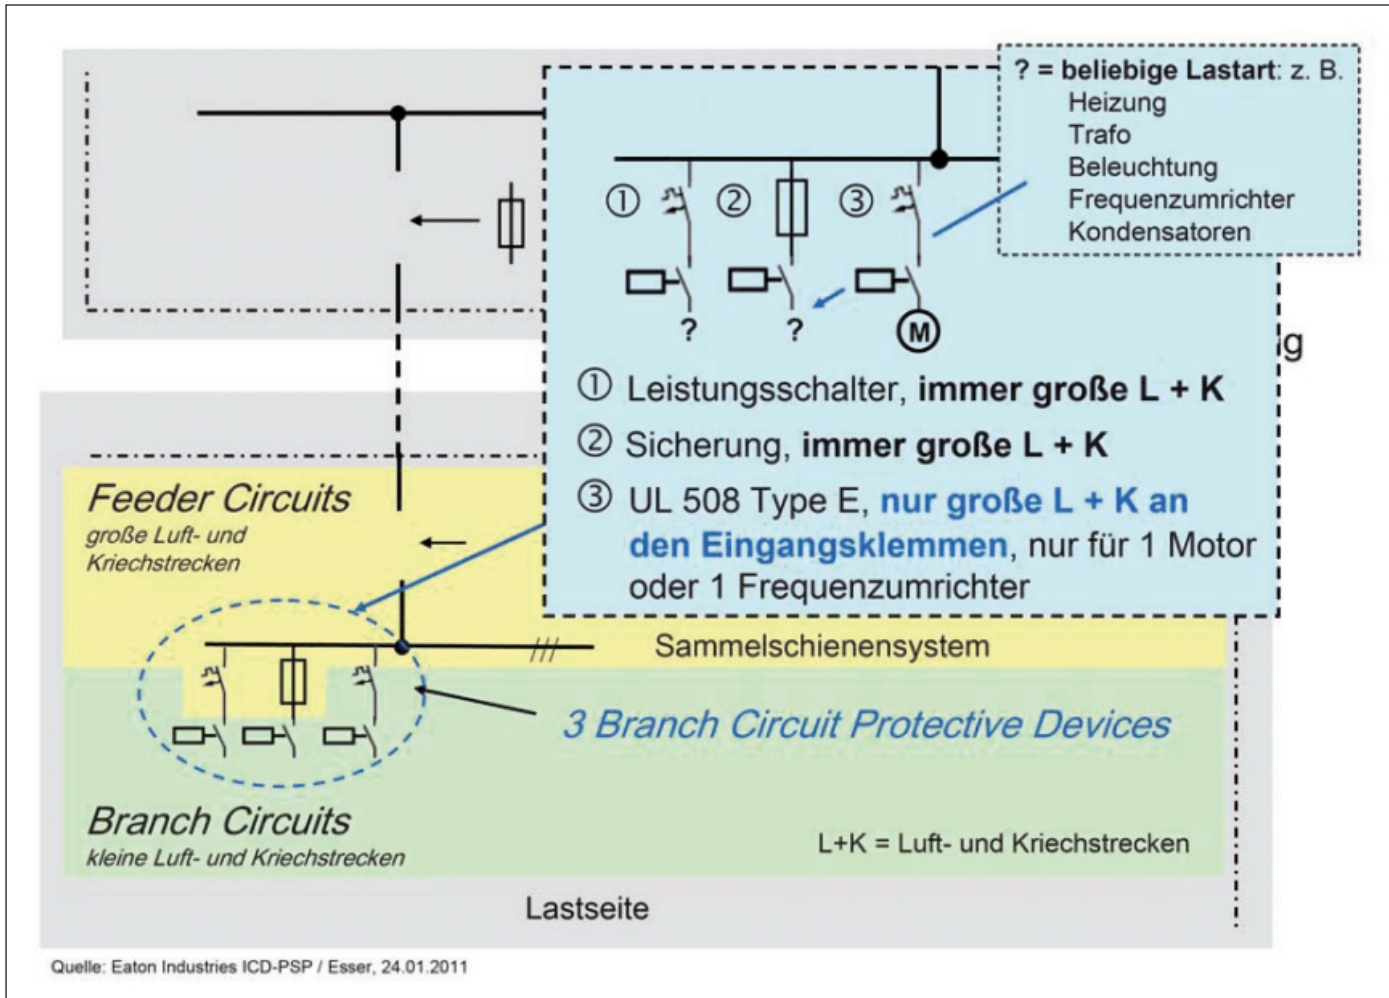 ? = beliebige Lastart: z. B.
Heizung
Trafo
Beleuchtung
Frequenzumrichter
Kondensatoren
① ② ③
? ? M
g
① Leistungsschalter, immer große L + K
② Sicherung, immer große L + K
③ UL 508 Type E, nur große L + K an
den Eingangsklemmen, nur für 1 Motor
oder 1 Frequenzumrichter
Feeder Circuits
große Luft- und
Kriechstrecken
Sammelschienensystem
3 Branch Circuit Protective Devices
Branch Circuits
kleine Luft- und Kriechstrecken
L+K = Luft- und Kriechstrecken
Lastseite
Quelle: Eaton Industries ICD-PSP / Esser, 24.01.2011